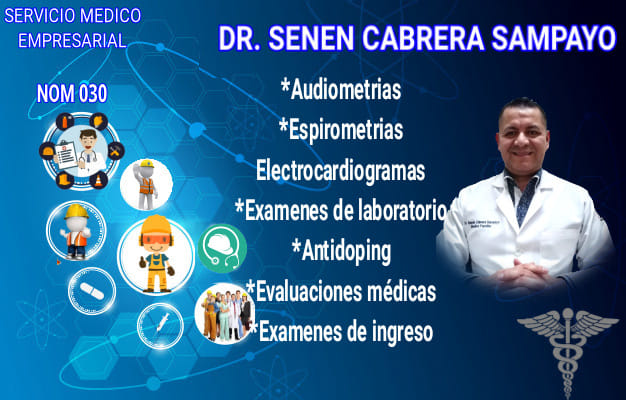 SERVICIO MEDICO
EMPRESARIAL
DR. SENEN CABRERA SAMPAYO
NOM 030
*Audiometrias
*Espirometrias
Electrocardiogramas
*Examenes de laboratorio
*Antidoping
*Evaluaciones médicas
*Examenes de ingreso